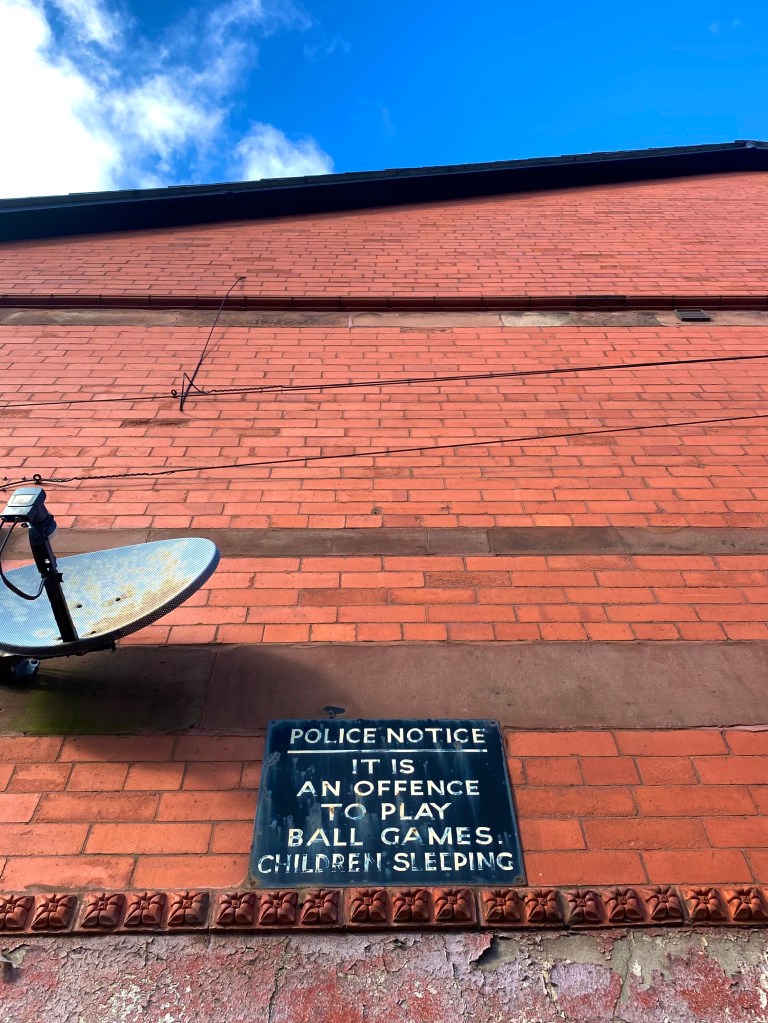 POLICE NOTICE
IT IS
AN OFFENCE
TO PLAY
BALL GAMES.
CHILDREN SLEEPING